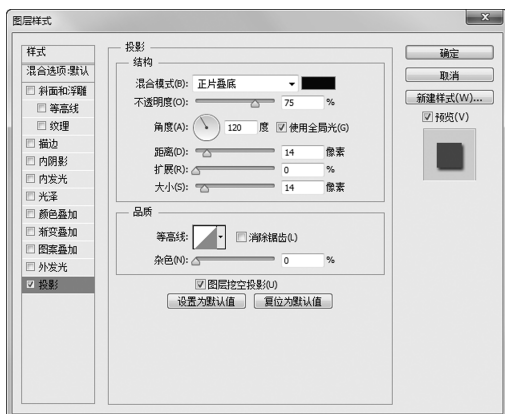 图层样式
样式
混合选项:默认
斜面和浮雕
等高线
纹理
描边
内阴影
内发光
光泽
颜色叠加
渐变叠加
图案叠加
外发光
投影
投影
结构
混合模式(B): 正片叠底
不透明度(O): 75 %
角度(A): 120 度 使用全局光(G)
距离(D): 14 像素
扩展(R): 0 %
大小(S): 14 像素
品质
等高线: 消除锯齿(L)
杂色(N): 0 %
图层挖空投影(U)
设置为默认值 复位为默认值
确定
取消
新建样式(W)...
预览(V)